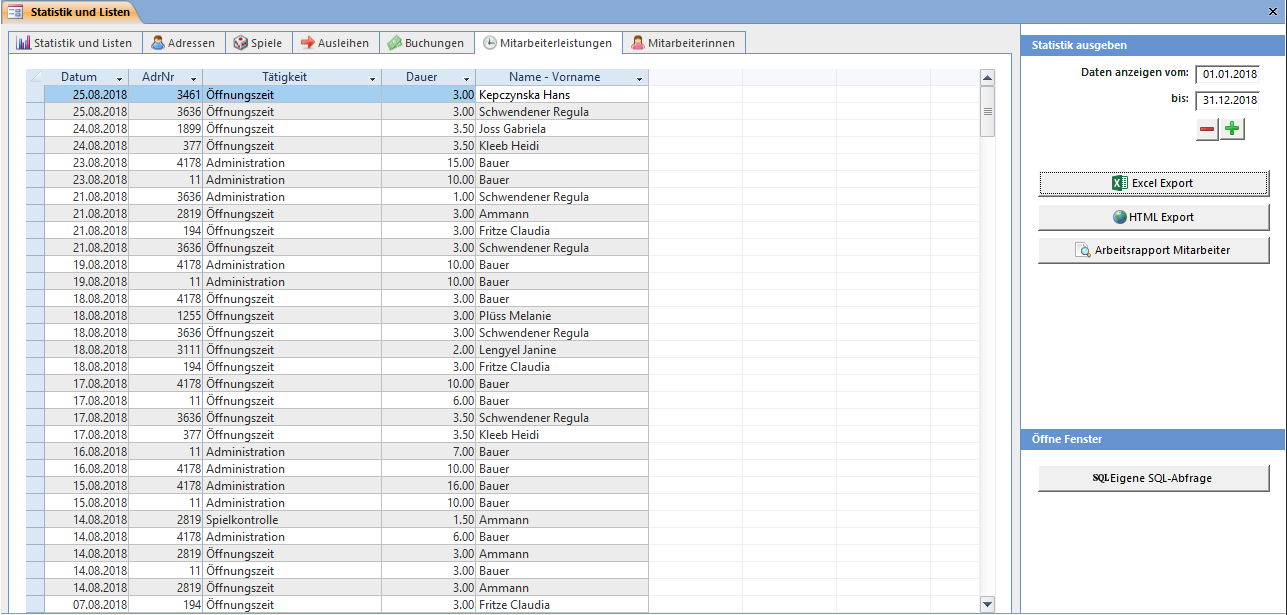 Statistik und Listen
Statistik und Listen Adressen Spiele Ausleihen Buchungen Mitarbeiterleistungen Mitarbeiterinnen
Datum AdrNr Tätigkeit Dauer Name - Vorname
25.08.2018 3461 Öffnungszeit 3.00 Kepczynska Hans
25.08.2018 3636 Öffnungszeit 3.00 Schwendener Regula
24.08.2018 1899 Öffnungszeit 3.50 Joss Gabriela
24.08.2018 377 Öffnungszeit 3.50 Kleeb Heidi
23.08.2018 4178 Administration 15.00 Bauer
23.08.2018 11 Administration 10.00 Bauer
21.08.2018 3636 Administration 1.00 Schwendener Regula
21.08.2018 2819 Öffnungszeit 3.00 Ammann
21.08.2018 194 Öffnungszeit 3.00 Fritze Claudia
21.08.2018 3636 Öffnungszeit 3.00 Schwendener Regula
19.08.2018 4178 Administration 10.00 Bauer
19.08.2018 11 Administration 10.00 Bauer
18.08.2018 4178 Öffnungszeit 3.00 Bauer
18.08.2018 1255 Öffnungszeit 3.00 Plüss Melanie
18.08.2018 3636 Öffnungszeit 3.00 Schwendener Regula
18.08.2018 3111 Öffnungszeit 2.00 Lengyel Janine
18.08.2018 194 Öffnungszeit 3.00 Fritze Claudia
17.08.2018 4178 Öffnungszeit 10.00 Bauer
17.08.2018 11 Öffnungszeit 6.00 Bauer
17.08.2018 3636 Öffnungszeit 3.50 Schwendener Regula
17.08.2018 377 Öffnungszeit 3.50 Kleeb Heidi
16.08.2018 11 Administration 7.00 Bauer
16.08.2018 4178 Administration 10.00 Bauer
15.08.2018 4178 Administration 16.00 Bauer
15.08.2018 11 Administration 10.00 Bauer
14.08.2018 2819 Spielkontrolle 1.50 Ammann
14.08.2018 4178 Administration 6.00 Bauer
14.08.2018 2819 Öffnungszeit 3.00 Ammann
14.08.2018 11 Öffnungszeit 3.00 Bauer
14.08.2018 2819 Öffnungszeit 3.00 Ammann
07.08.2018 194 Öffnungszeit 3.00 Fritze Claudia
Statistik ausgeben
Daten anzeigen vom: 01.01.2018
bis: 31.12.2018
Excel Export
HTML Export
Arbeitsrapport Mitarbeiter
Öffne Fenster
SQL Eigene SQL-Abfrage